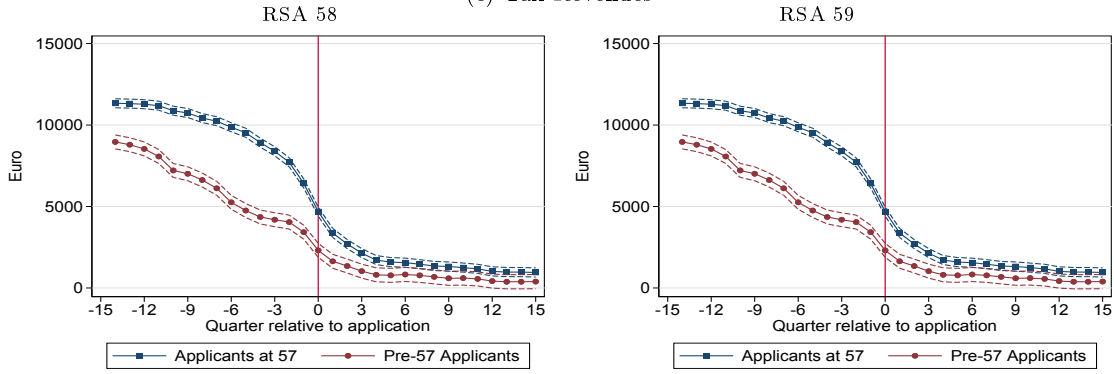 RSA 58
RSA 59
15000
10000
5000
0
Euro
-15 -12 -9 -6 -3 0 3 6 9 12 15
Quarter relative to application
Applicants at 57 Pre-57 Applicants
15000
10000
5000
0
Euro
-15 -12 -9 -6 -3 0 3 6 9 12 15
Quarter relative to application
Applicants at 57 Pre-57 Applicants